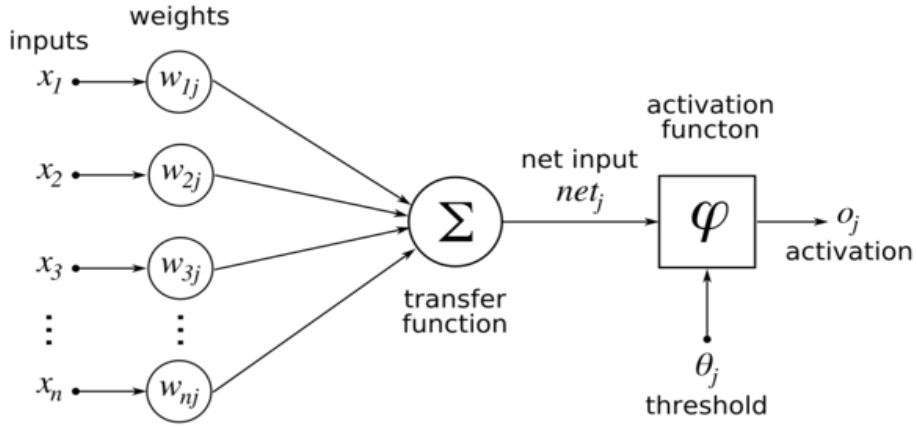 weights
inputs
x1 w1j
x2 w2j
x3 w3j
⋮ ⋮
xn wnj
Σ
transfer
function
net input
netj
activation
functon
φ
oj
activation
θj
threshold